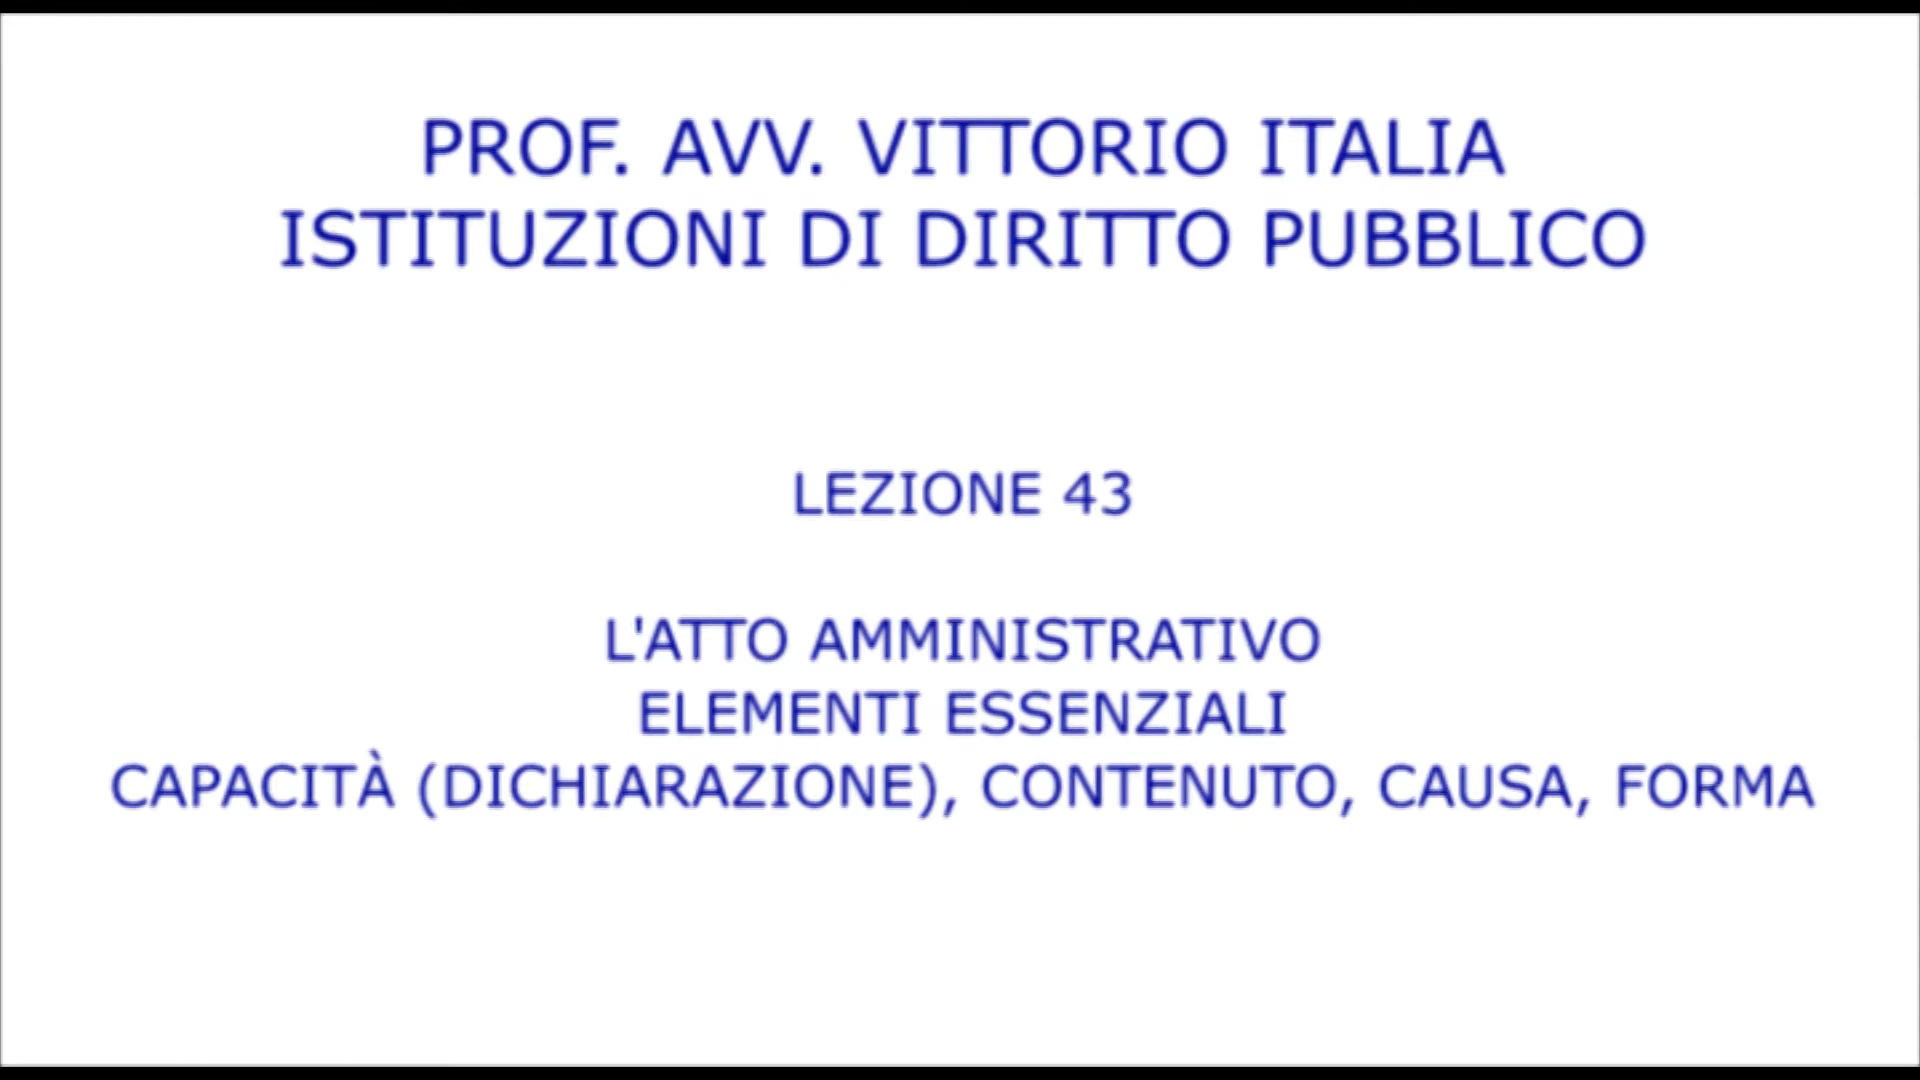 PROF. AVV. VITTORIO ITALIA
ISTITUZIONI DI DIRITTO PUBBLICO
LEZIONE 43
L'ATTO AMMINISTRATIVO
ELEMENTI ESSENZIALI
CAPACITÀ (DICHIARAZIONE), CONTENUTO, CAUSA, FORMA